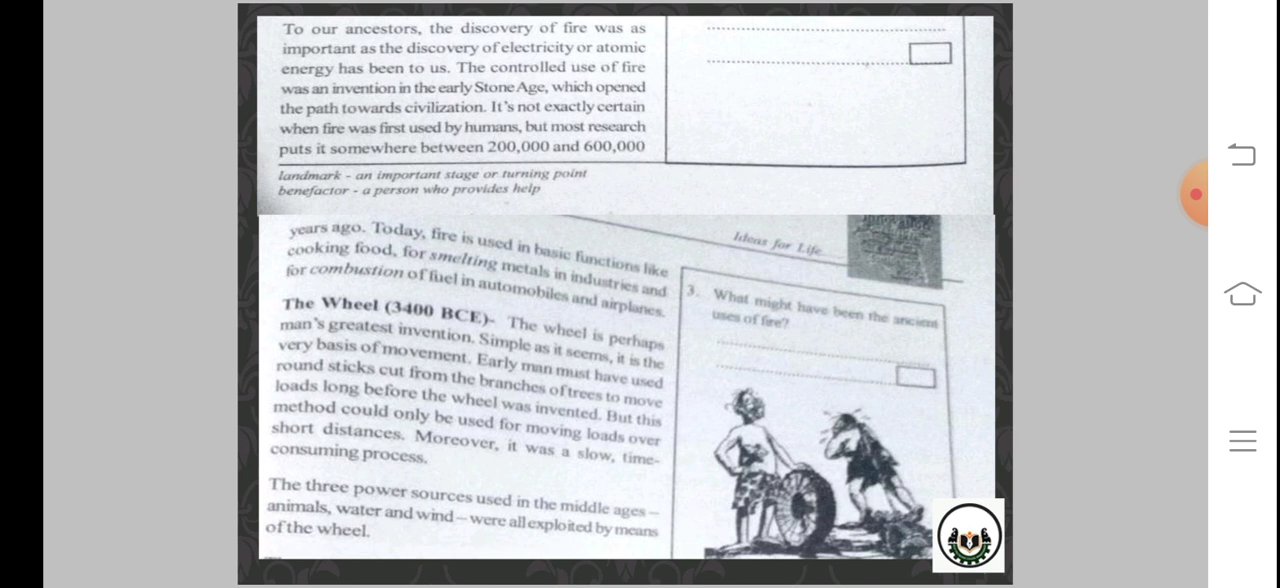 To our ancestors, the discovery of fire was as
important as the discovery of electricity or atomic
energy has been to us. The controlled use of fire
was an invention in the early Stone Age, which opened
the path towards civilization. It's not exactly certain
when fire was first used by humans, but most research
puts it somewhere between 200,000 and 600,000
landmark - an important stage or turning point
benefactor - a person who provides help
Ideas for Life
years ago. Today, fire is used in basic functions like
cooking food, for smelting metals in industries and
for combustion of fuel in automobiles and airplanes.
The Wheel (3400 BCE)- The wheel is perhaps
man's greatest invention. Simple as it seems, it is the
very basis of movement. Early man must have used
round sticks cut from the branches of trees to move
loads long before the wheel was invented. But this
method could only be used for moving loads over
short distances. Moreover, it was a slow, time-
consuming process.
The three power sources used in the middle ages –
animals, water and wind – were all exploited by means
of the wheel.
3. What might have been the ancient
uses of fire?